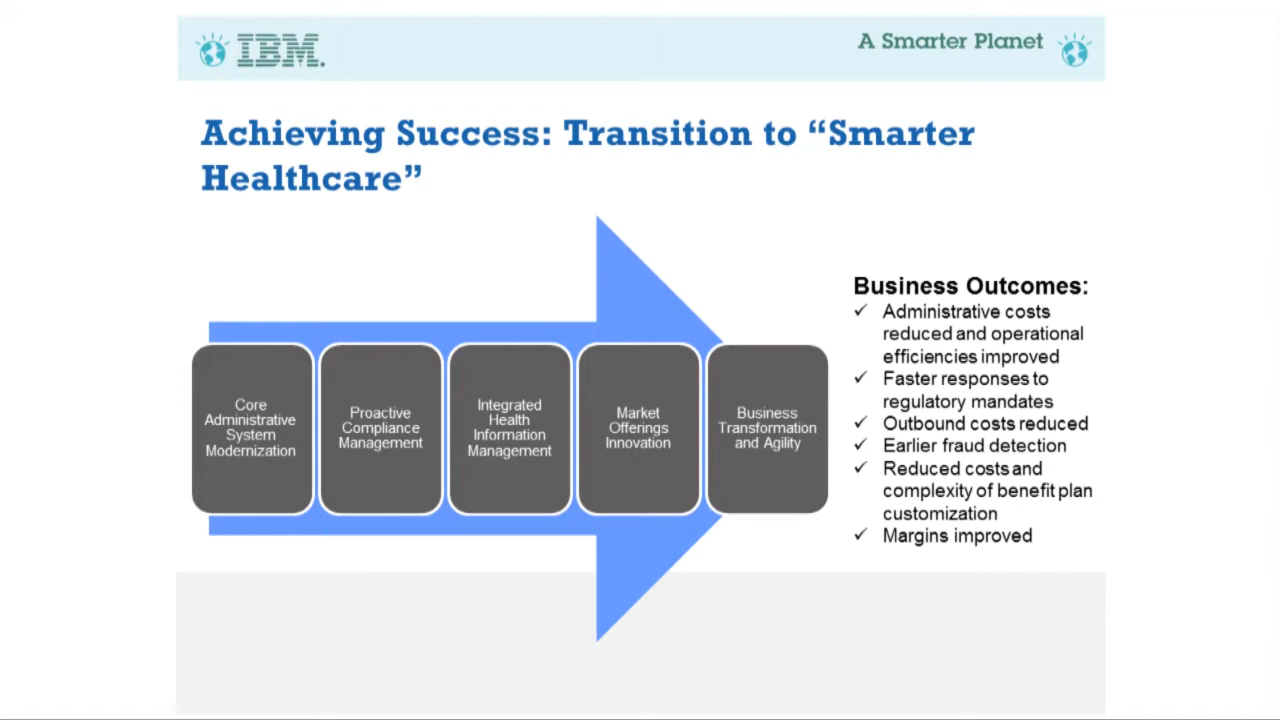 IBM.
A Smarter Planet
Achieving Success: Transition to “Smarter
Healthcare”
Core
Administrative
System
Modernization
Proactive
Compliance
Management
Integrated
Health
Information
Management
Market
Offerings
Innovation
Business
Transformation
and Agility
Business Outcomes:
✓ Administrative costs
reduced and operational
efficiencies improved
✓ Faster responses to
regulatory mandates
✓ Outbound costs reduced
✓ Earlier fraud detection
✓ Reduced costs and
complexity of benefit plan
customization
✓ Margins improved